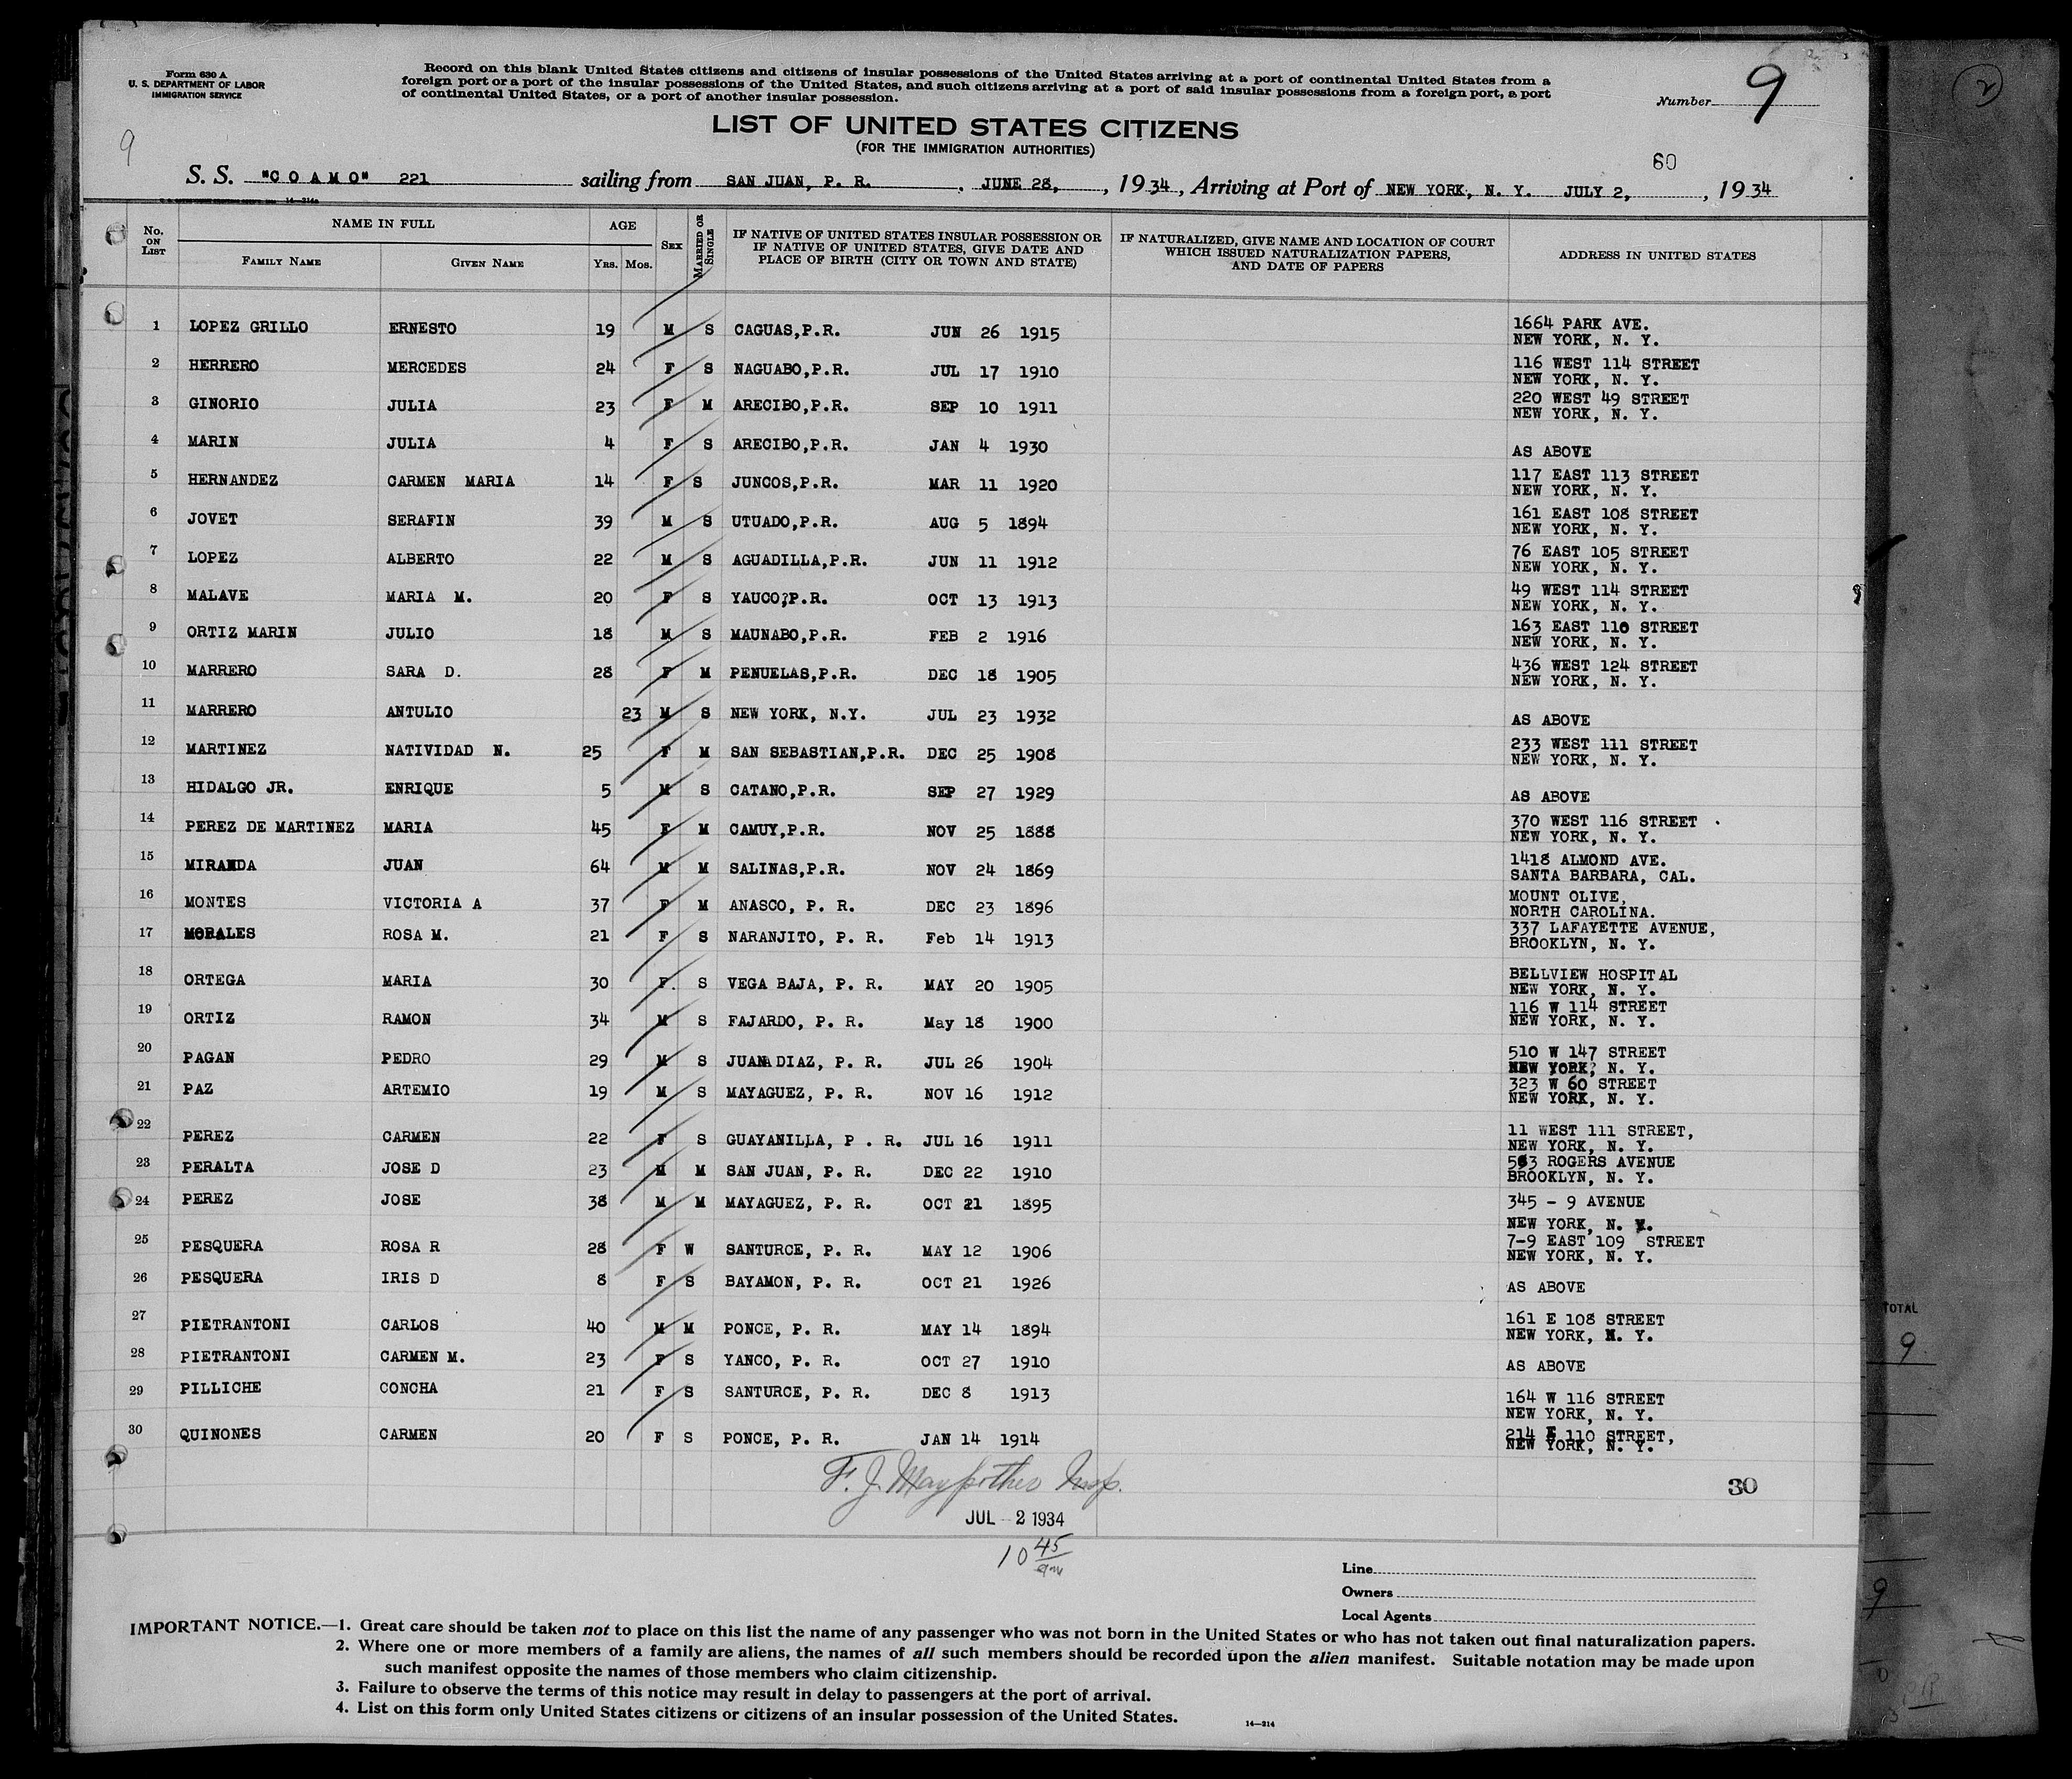 Form 630 A
U. S. DEPARTMENT OF LABOR
IMMIGRATION SERVICE
Record on this blank United States citizens and citizens of insular possessions of the United States arriving at a port of continental United States from a
foreign port or a port of the insular possessions of the United States, and such citizens arriving at a port of said insular possessions from a foreign port, a port
of continental United States, or a port of another insular possession.
Number 9
2
LIST OF UNITED STATES CITIZENS
(FOR THE IMMIGRATION AUTHORITIES)
9
60
S. S. "COAMO" 221 sailing from SAN JUAN, P. R. , JUNE 28, , 1934, Arriving at Port of NEW YORK, N. Y. JULY 2, , 1934
No. ON LIST NAME IN FULL FAMILY NAME GIVEN NAME AGE YRS. MOS. SEX MARRIED OR SINGLE IF NATIVE OF UNITED STATES INSULAR POSSESSION OR IF NATIVE OF UNITED STATES, GIVE DATE AND PLACE OF BIRTH (CITY OR TOWN AND STATE) IF NATURALIZED, GIVE NAME AND LOCATION OF COURT WHICH ISSUED NATURALIZATION PAPERS, AND DATE OF PAPERS ADDRESS IN UNITED STATES
1 LOPEZ GRILLO ERNESTO 19 M S CAGUAS,P.R. JUN 26 1915 1664 PARK AVE.
NEW YORK, N. Y.
2 HERRERO MERCEDES 24 F S NAGUABO,P.R. JUL 17 1910 116 WEST 114 STREET
NEW YORK, N. Y.
3 GINORIO JULIA 23 F M ARECIBO,P.R. SEP 10 1911 220 WEST 49 STREET
NEW YORK, N. Y.
4 MARIN JULIA 4 F S ARECIBO,P.R. JAN 4 1930 AS ABOVE
5 HERNANDEZ CARMEN MARIA 14 F S JUNCOS,P.R. MAR 11 1920 117 EAST 113 STREET
NEW YORK, N. Y.
6 JOVET SERAFIN 39 M S UTUADO,P.R. AUG 5 1894 161 EAST 108 STREET
NEW YORK, N. Y.
7 LOPEZ ALBERTO 22 M S AGUADILLA,P.R. JUN 11 1912 76 EAST 105 STREET
NEW YORK, N. Y.
8 MALAVE MARIA M. 20 F S YAUCO,P.R. OCT 13 1913 49 WEST 114 STREET
NEW YORK, N. Y.
9 ORTIZ MARIN JULIO 18 M S MAUNABO,P.R. FEB 2 1916 163 EAST 110 STREET
NEW YORK, N. Y.
10 MARRERO SARA D. 28 F M PENUELAS,P.R. DEC 18 1905 436 WEST 124 STREET
NEW YORK, N. Y.
11 MARRERO ANTULIO 23 M S NEW YORK, N.Y. JUL 23 1932 AS ABOVE
12 MARTINEZ NATIVIDAD N. 25 F M SAN SEBASTIAN,P.R. DEC 25 1908 233 WEST 111 STREET
NEW YORK, N. Y.
13 HIDALGO JR. ENRIQUE 5 M S CATANO,P.R. SEP 27 1929 AS ABOVE
14 PEREZ DE MARTINEZ MARIA 45 F M CAMUY,P.R. NOV 25 1888 370 WEST 116 STREET
NEW YORK, N. Y.
15 MIRANDA JUAN 64 M M SALINAS,P.R. NOV 24 1869 1418 ALMOND AVE.
SANTA BARBARA, CAL.
16 MONTES VICTORIA A 37 F M ANASCO, P. R. DEC 23 1896 MOUNT OLIVE,
NORTH CAROLINA.
17 MORALES ROSA M. 21 F S NARANJITO, P. R. Feb 14 1913 337 LAFAYETTE AVENUE,
BROOKLYN, N. Y.
18 ORTEGA MARIA 30 F. S VEGA BAJA, P. R. MAY 20 1905 BELLVIEW HOSPITAL
NEW YORK, N. Y.
19 ORTIZ RAMON 34 M S FAJARDO, P. R. May 18 1900 116 W 114 STREET
NEW YORK, N. Y.
20 PAGAN PEDRO 29 M S JUANA DIAZ, P. R. JUL 26 1904 510 W 147 STREET
NEW YORK, N. Y.
21 PAZ ARTEMIO 19 M S MAYAGUEZ, P. R. NOV 16 1912 323 W 60 STREET
NEW YORK, N. Y.
22 PEREZ CARMEN 22 F S GUAYANILLA, P . R. JUL 16 1911 11 WEST 111 STREET,
NEW YORK, N. Y.
23 PERALTA JOSE D 23 M M SAN JUAN, P. R. DEC 22 1910 ROGERS AVENUE
BROOKLYN, N. Y.
24 PEREZ JOSE 38 M M MAYAGUEZ, P. R. OCT 21 1895 345 - 9 AVENUE
NEW YORK, N. Y.
25 PESQUERA ROSA R 28 F W SANTURCE, P. R. MAY 12 1906 7-9 EAST 109 STREET
NEW YORK, N. Y.
26 PESQUERA IRIS D 8 F S BAYAMON, P. R. OCT 21 1926 AS ABOVE
27 PIETRANTONI CARLOS 40 M M PONCE, P. R. MAY 14 1894 161 E 108 STREET
NEW YORK, N. Y.
28 PIETRANTONI CARMEN M. 23 F S YANCO, P. R. OCT 27 1910 AS ABOVE
29 PILLICHE CONCHA 21 F S SANTURCE, P. R. DEC 8 1913 164 W 116 STREET
NEW YORK, N. Y.
30 QUINONES CARMEN 20 F S PONCE, P. R. JAN 14 1914 214 E 110 STREET,
NEW YORK, N. Y.
F. J. Insp.
30
JUL - 2 1934
10 45 am
TOTAL
9
9
Line
Owners
Local Agents
IMPORTANT NOTICE.—1. Great care should be taken not to place on this list the name of any passenger who was not born in the United States or who has not taken out final naturalization papers.
2. Where one or more members of a family are aliens, the names of all such members should be recorded upon the alien manifest. Suitable notation may be made upon
such manifest opposite the names of those members who claim citizenship.
3. Failure to observe the terms of this notice may result in delay to passengers at the port of arrival.
4. List on this form only United States citizens or citizens of an insular possession of the United States.
14—214